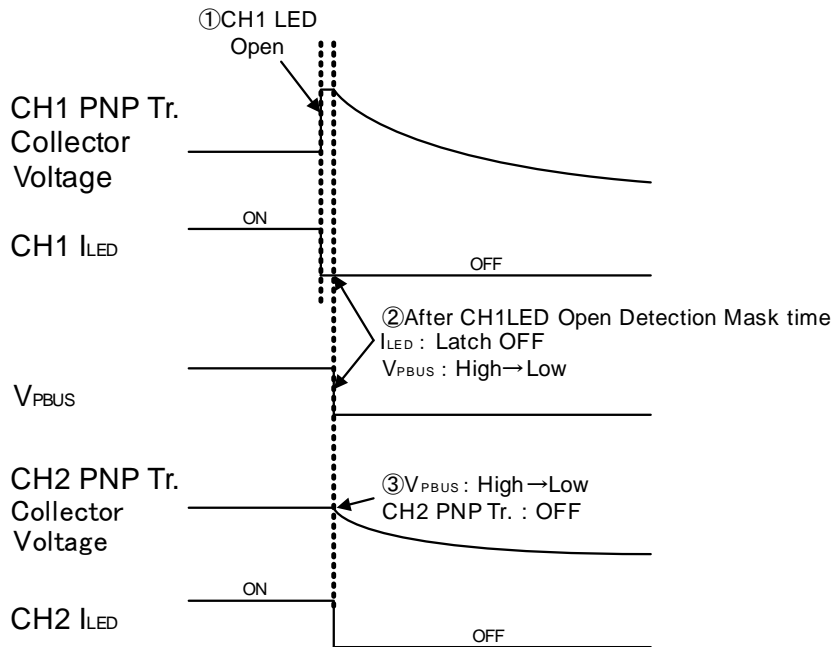 ①CH1 LED
Open
CH1 PNP Tr.
Collector
Voltage
ON
CH1 ILED
OFF
②After CH1LED Open Detection Mask time
ILED : Latch OFF
VPBUS : High→Low
VPBUS
CH2 PNP Tr.
Collector
Voltage
③VPBUS : High→Low
CH2 PNP Tr. : OFF
ON
CH2 ILED
OFF